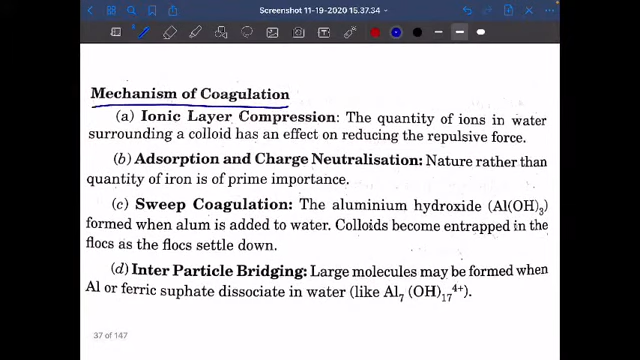 Screenshot 11-19-2020 15.37.34
Mechanism of Coagulation
(a) Ionic Layer Compression: The quantity of ions in water
surrounding a colloid has an effect on reducing the repulsive force.
(b) Adsorption and Charge Neutralisation: Nature rather than
quantity of iron is of prime importance.
(c) Sweep Coagulation: The aluminium hydroxide (Al(OH)₃)
formed when alum is added to water. Colloids become entrapped in the
flocs as the flocs settle down.
(d) Inter Particle Bridging: Large molecules may be formed when
Al or ferric suphate dissociate in water (like Al₇ (OH)₁₇⁴⁺).
37 of 147